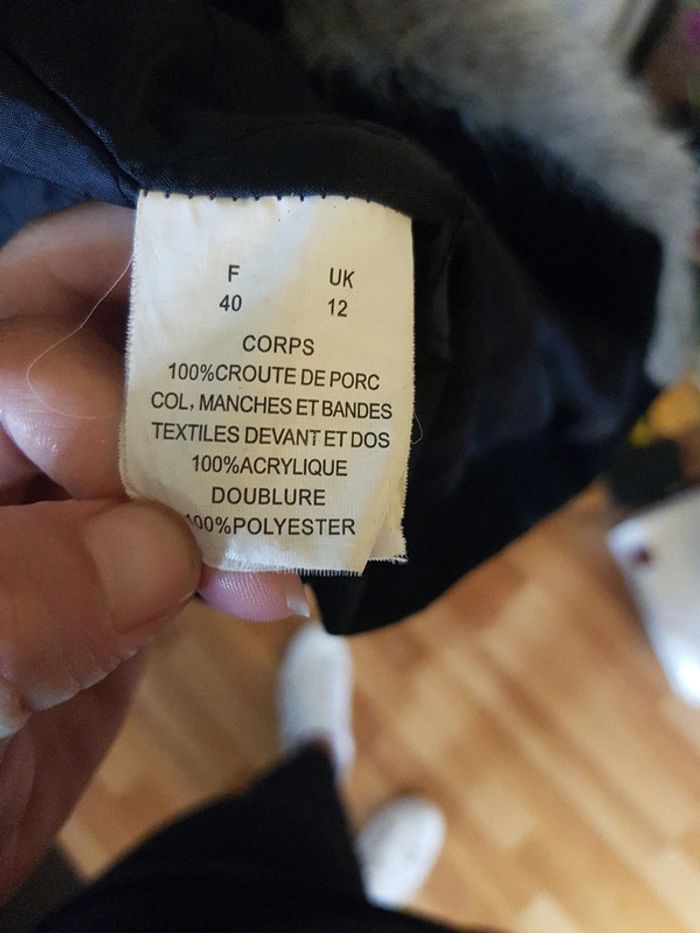 F UK
40 12
CORPS
100%CROUTE DE PORC
COL, MANCHES ET BANDES
TEXTILES DEVANT ET DOS
100%ACRYLIQUE
DOUBLURE
100%POLYESTER